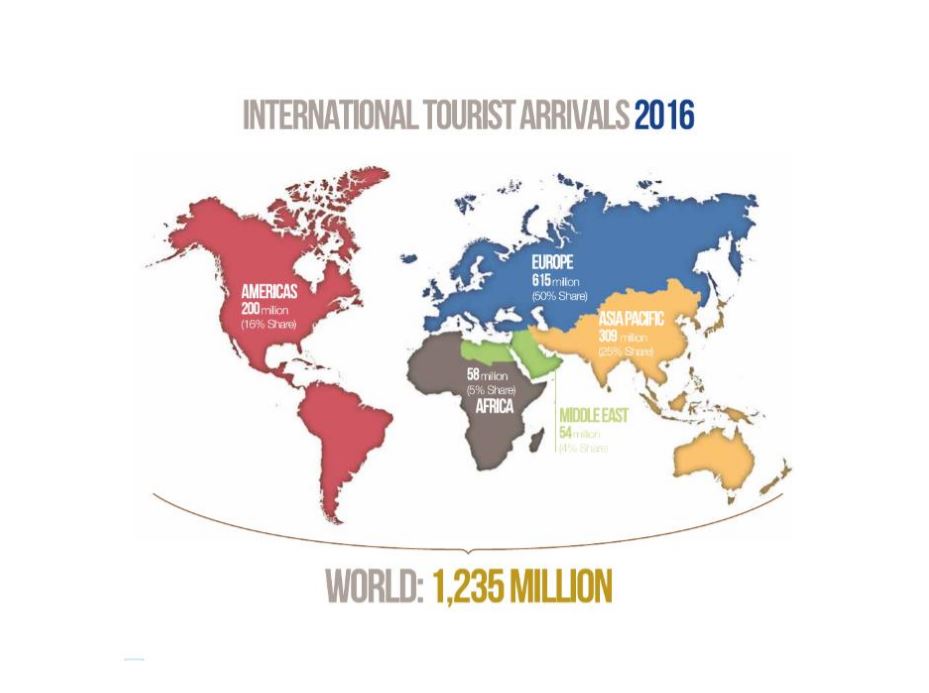 INTERNATIONAL TOURIST ARRIVALS 2016
EUROPE
615 million
(50% Share)
AMERICAS
200 million
(16% Share)
ASIA PACIFIC
309 million
(25% Share)
58 million
(5% Share)
AFRICA
MIDDLE EAST
54 million
(4% Share)
WORLD: 1,235 MILLION